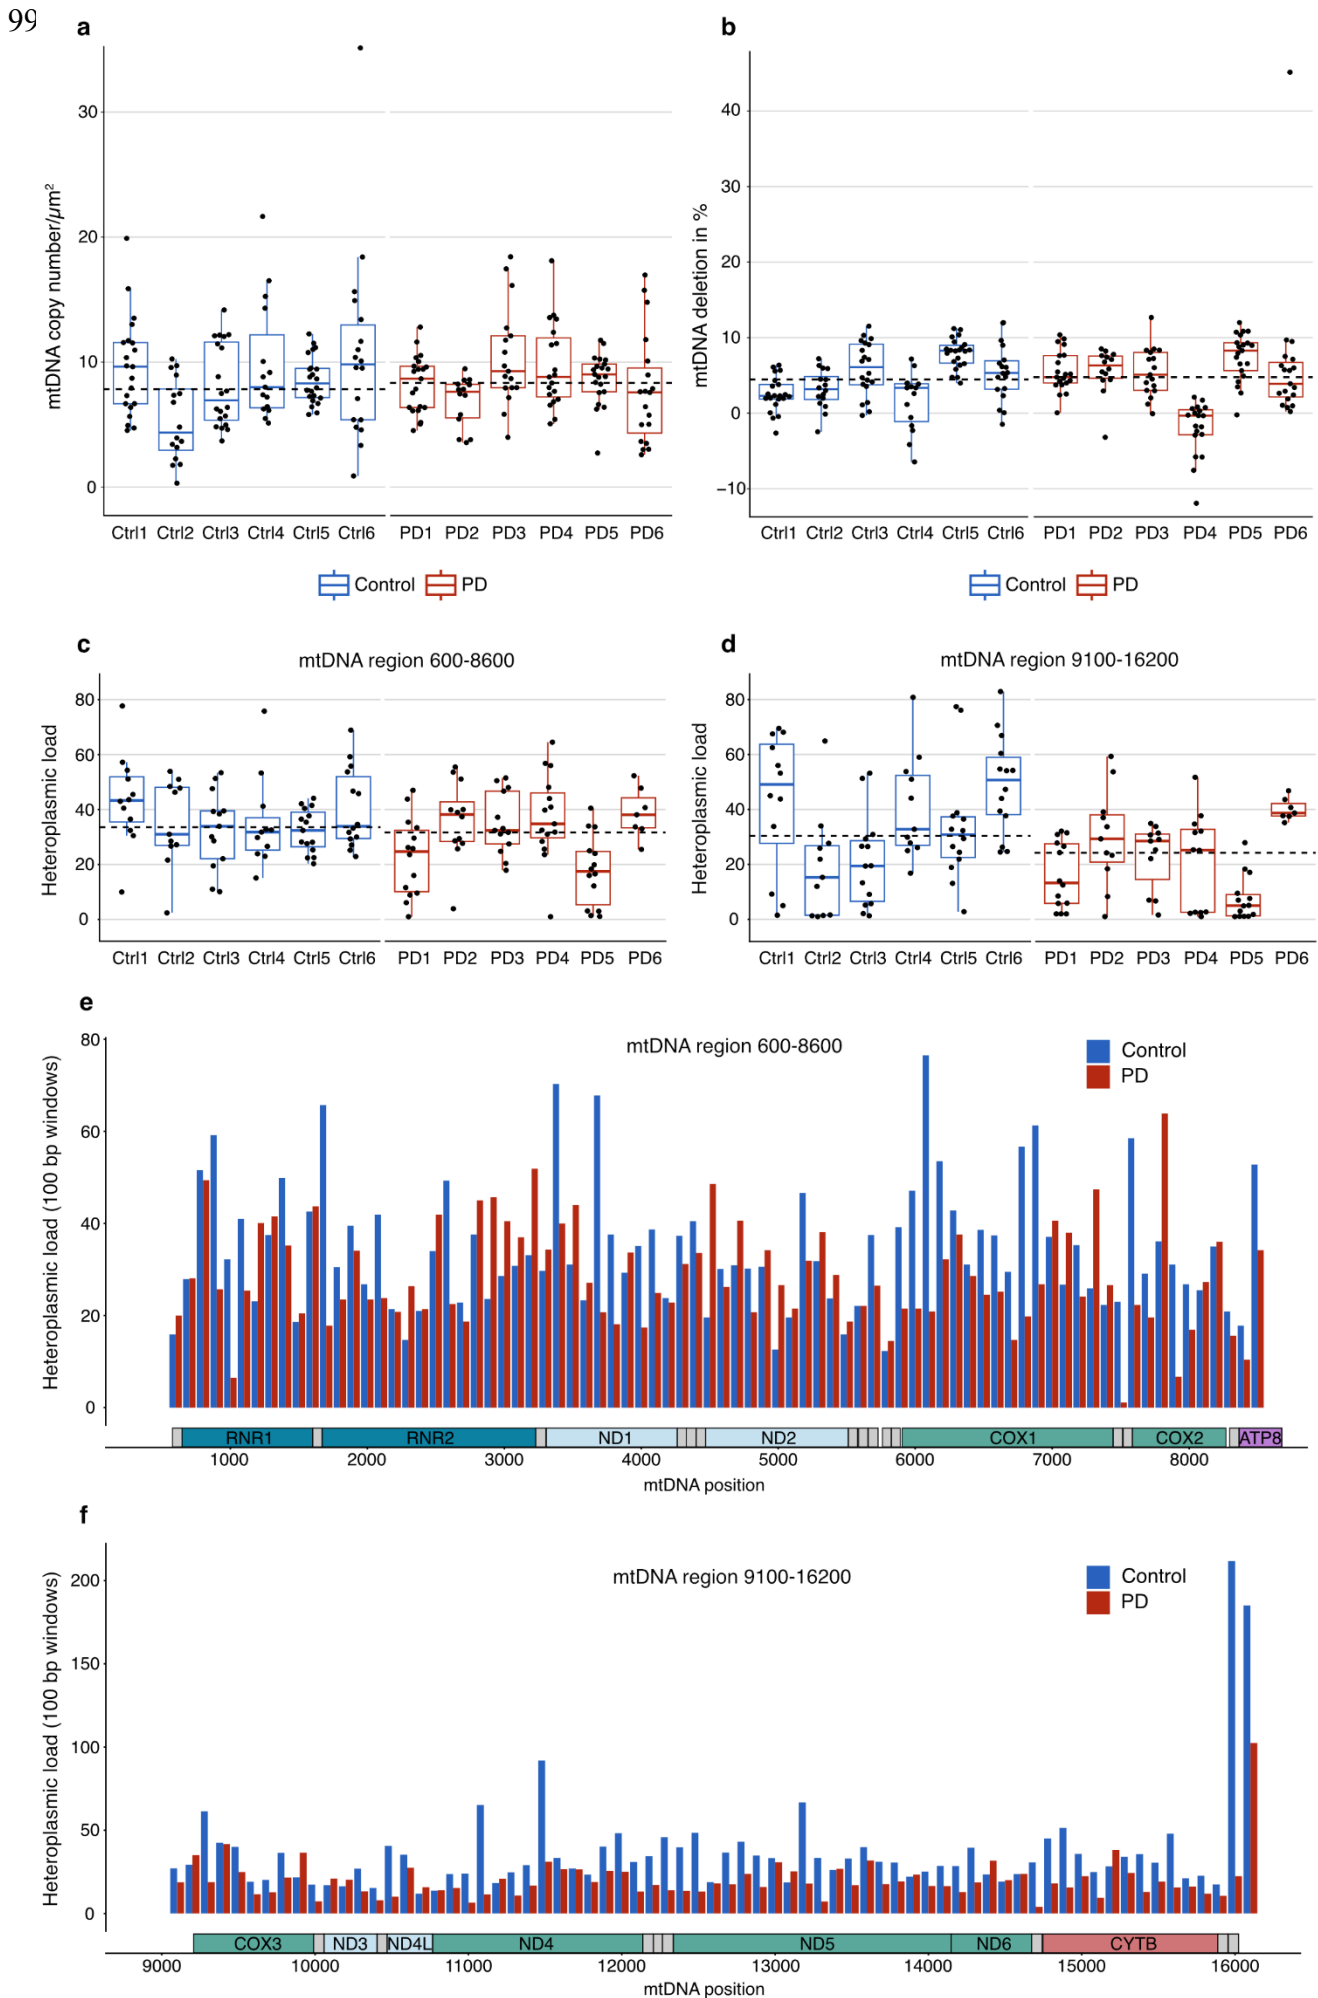 99
a
b
mtDNA copy number/µm²
30
20
10
0
Ctrl1 Ctrl2 Ctrl3 Ctrl4 Ctrl5 Ctrl6 PD1 PD2 PD3 PD4 PD5 PD6
Control PD
mtDNA deletion in %
40
30
20
10
0
−10
Ctrl1 Ctrl2 Ctrl3 Ctrl4 Ctrl5 Ctrl6 PD1 PD2 PD3 PD4 PD5 PD6
Control PD
c
mtDNA region 600-8600
Heteroplasmic load
80
60
40
20
0
Ctrl1 Ctrl2 Ctrl3 Ctrl4 Ctrl5 Ctrl6 PD1 PD2 PD3 PD4 PD5 PD6
d
mtDNA region 9100-16200
Heteroplasmic load
80
60
40
20
0
Ctrl1 Ctrl2 Ctrl3 Ctrl4 Ctrl5 Ctrl6 PD1 PD2 PD3 PD4 PD5 PD6
e
mtDNA region 600-8600
Control
PD
Heteroplasmic load (100 bp windows)
80
60
40
20
0
RNR1 RNR2 ND1 ND2 COX1 COX2 ATP8
1000 2000 3000 4000 5000 6000 7000 8000
mtDNA position
f
mtDNA region 9100-16200
Control
PD
Heteroplasmic load (100 bp windows)
200
150
100
50
0
COX3 ND3 ND4L ND4 ND5 ND6 CYTB
9000 10000 11000 12000 13000 14000 15000 16000
mtDNA position